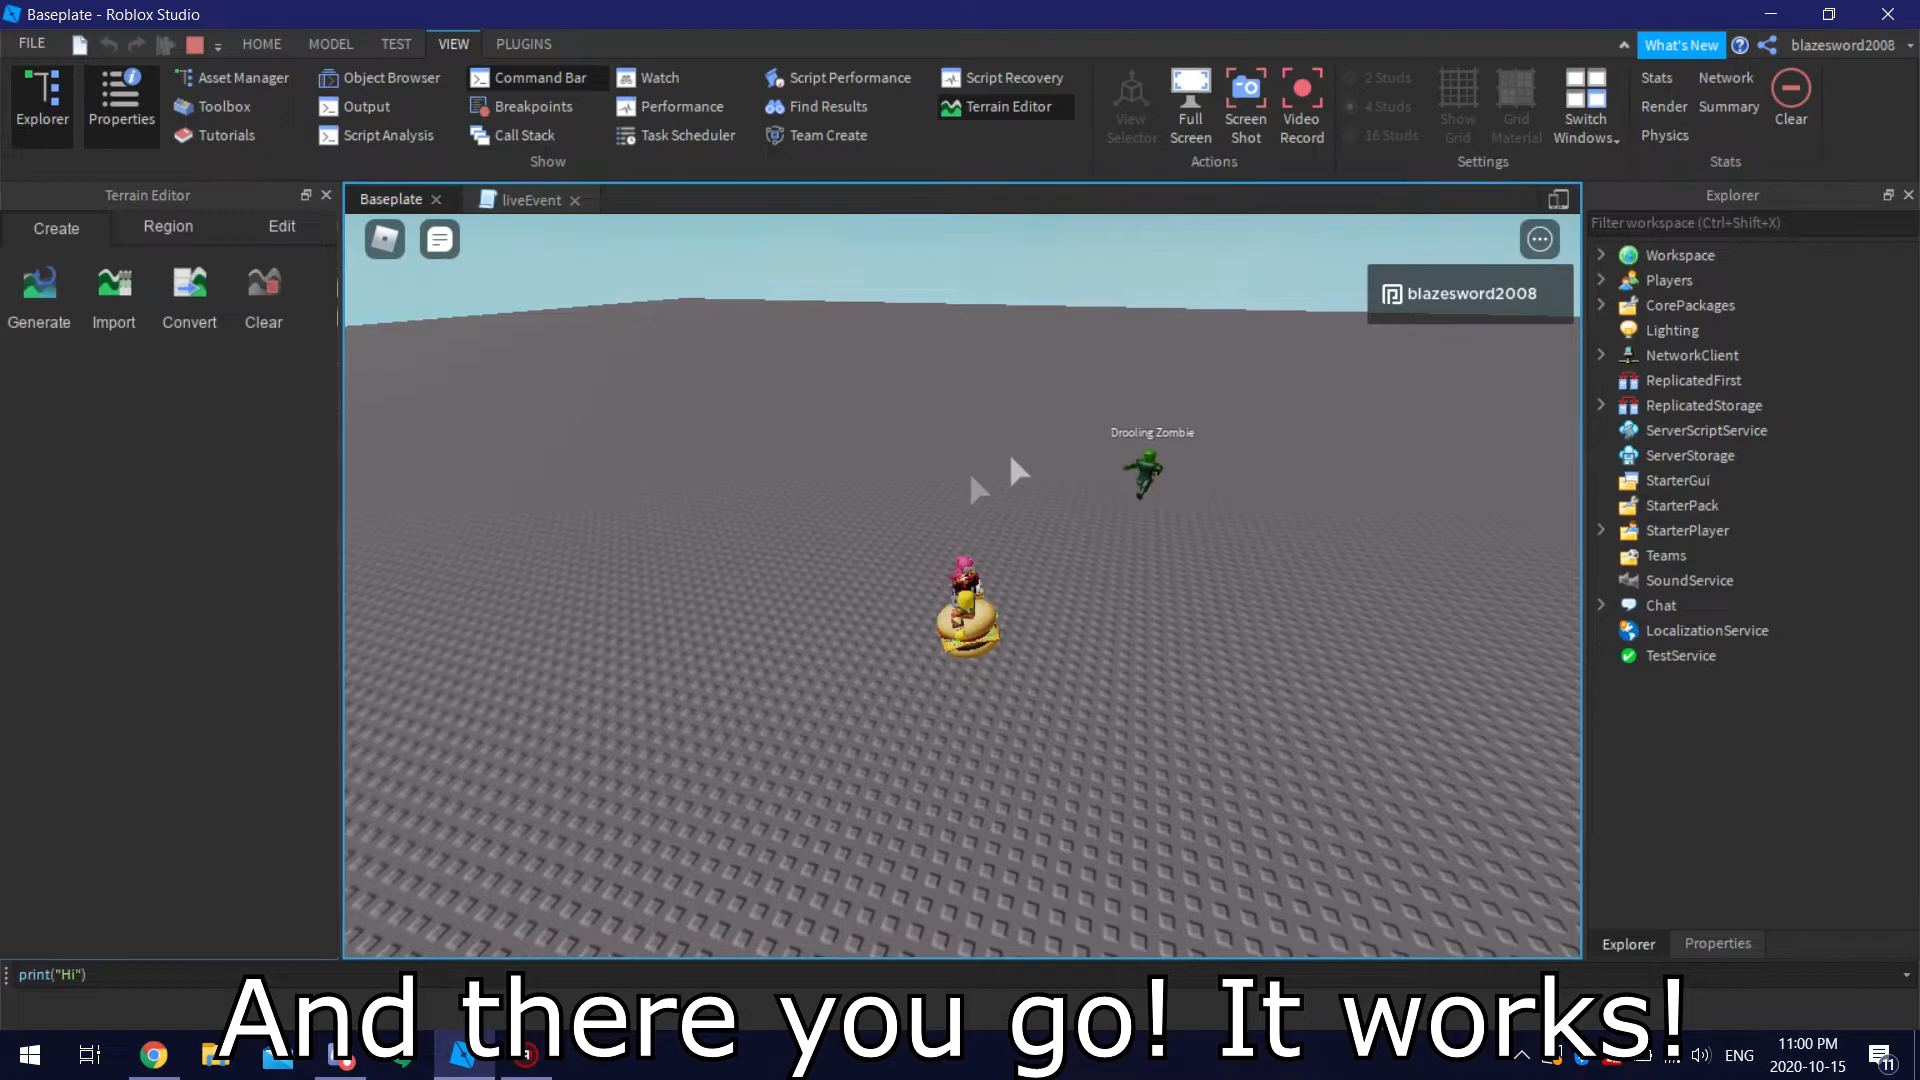 Baseplate - Roblox Studio
FILE HOME MODEL TEST VIEW PLUGINS What's New blazesword2008
Explorer
Properties
Asset Manager
Toolbox
Tutorials
Object Browser
Output
Script Analysis
Command Bar
Breakpoints
Call Stack
Watch
Performance
Task Scheduler
Script Performance
Find Results
Team Create
Script Recovery
Terrain Editor
Show
View
Selector
Full
Screen
Screen
Shot
Video
Record
Actions
2 Studs
4 Studs
16 Studs
Show
Grid
Grid
Material
Switch
Windows
Settings
Stats Network
Render Summary
Physics
Clear
Stats
Terrain Editor
Create Region Edit
Generate Import Convert Clear
Baseplate liveEvent
blazesword2008
Drooling Zombie
Explorer
Filter workspace (Ctrl+Shift+X)
Workspace
Players
CorePackages
Lighting
NetworkClient
ReplicatedFirst
ReplicatedStorage
ServerScriptService
ServerStorage
StarterGui
StarterPack
StarterPlayer
Teams
SoundService
Chat
LocalizationService
TestService
Explorer Properties
print("Hi")
And there you go! It works!
ENG
11:00 PM
2020-10-15
11